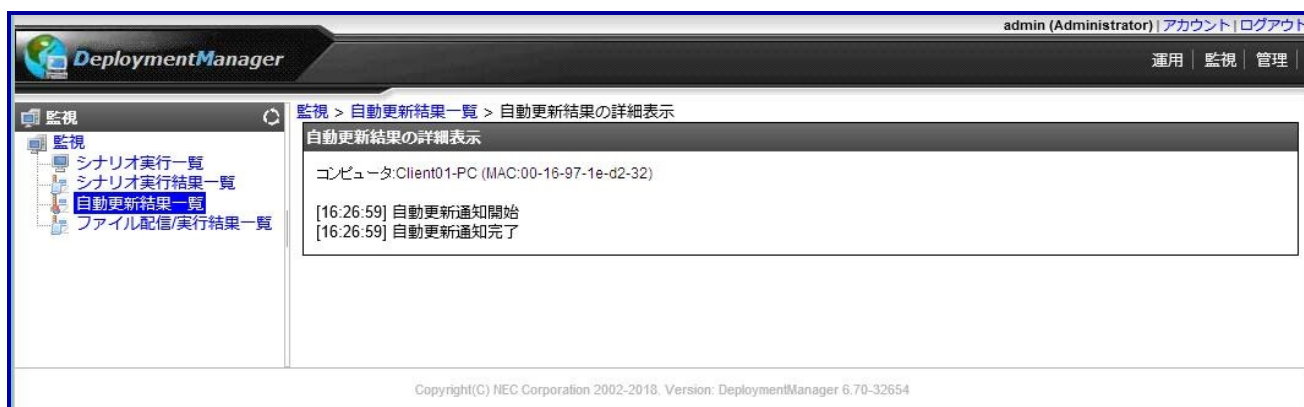 admin (Administrator) | アカウント | ログアウト
DeploymentManager
運用 | 監視 | 管理 |
監視
監視
シナリオ実行一覧
シナリオ実行結果一覧
自動更新結果一覧
ファイル配信/実行結果一覧
監視 > 自動更新結果一覧 > 自動更新結果の詳細表示
自動更新結果の詳細表示
コンピュータ:Client01-PC (MAC:00-16-97-1e-d2-32)
[16:26:59] 自動更新通知開始
[16:26:59] 自動更新通知完了
Copyright(C) NEC Corporation 2002-2018. Version: DeploymentManager 6.70-32654